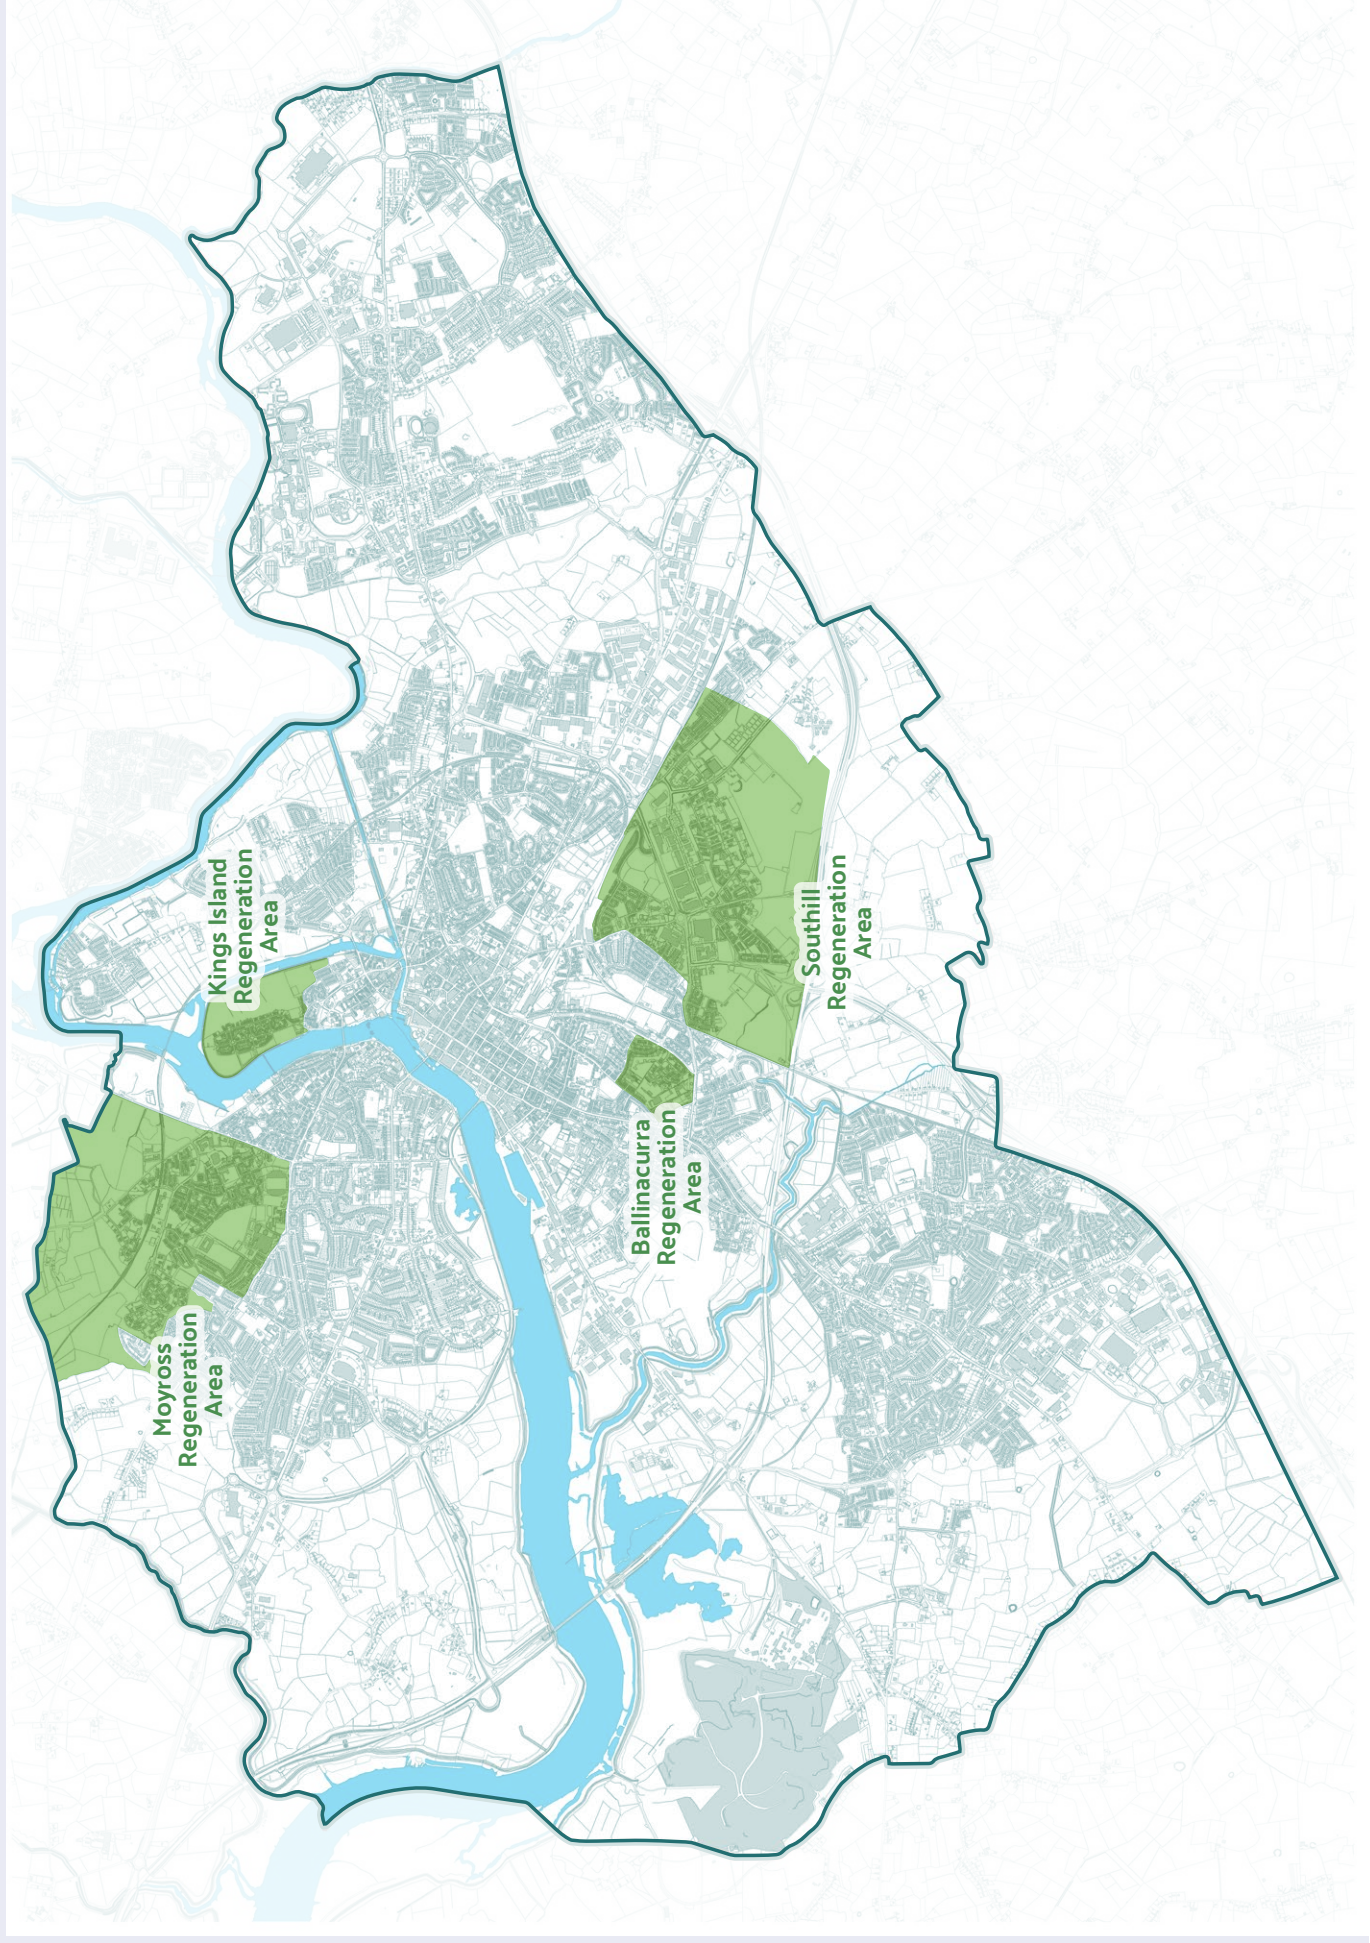 Moyross
Regeneration
Area
Kings Island
Regeneration
Area
Ballinacurra
Regeneration
Area
Southill
Regeneration
Area